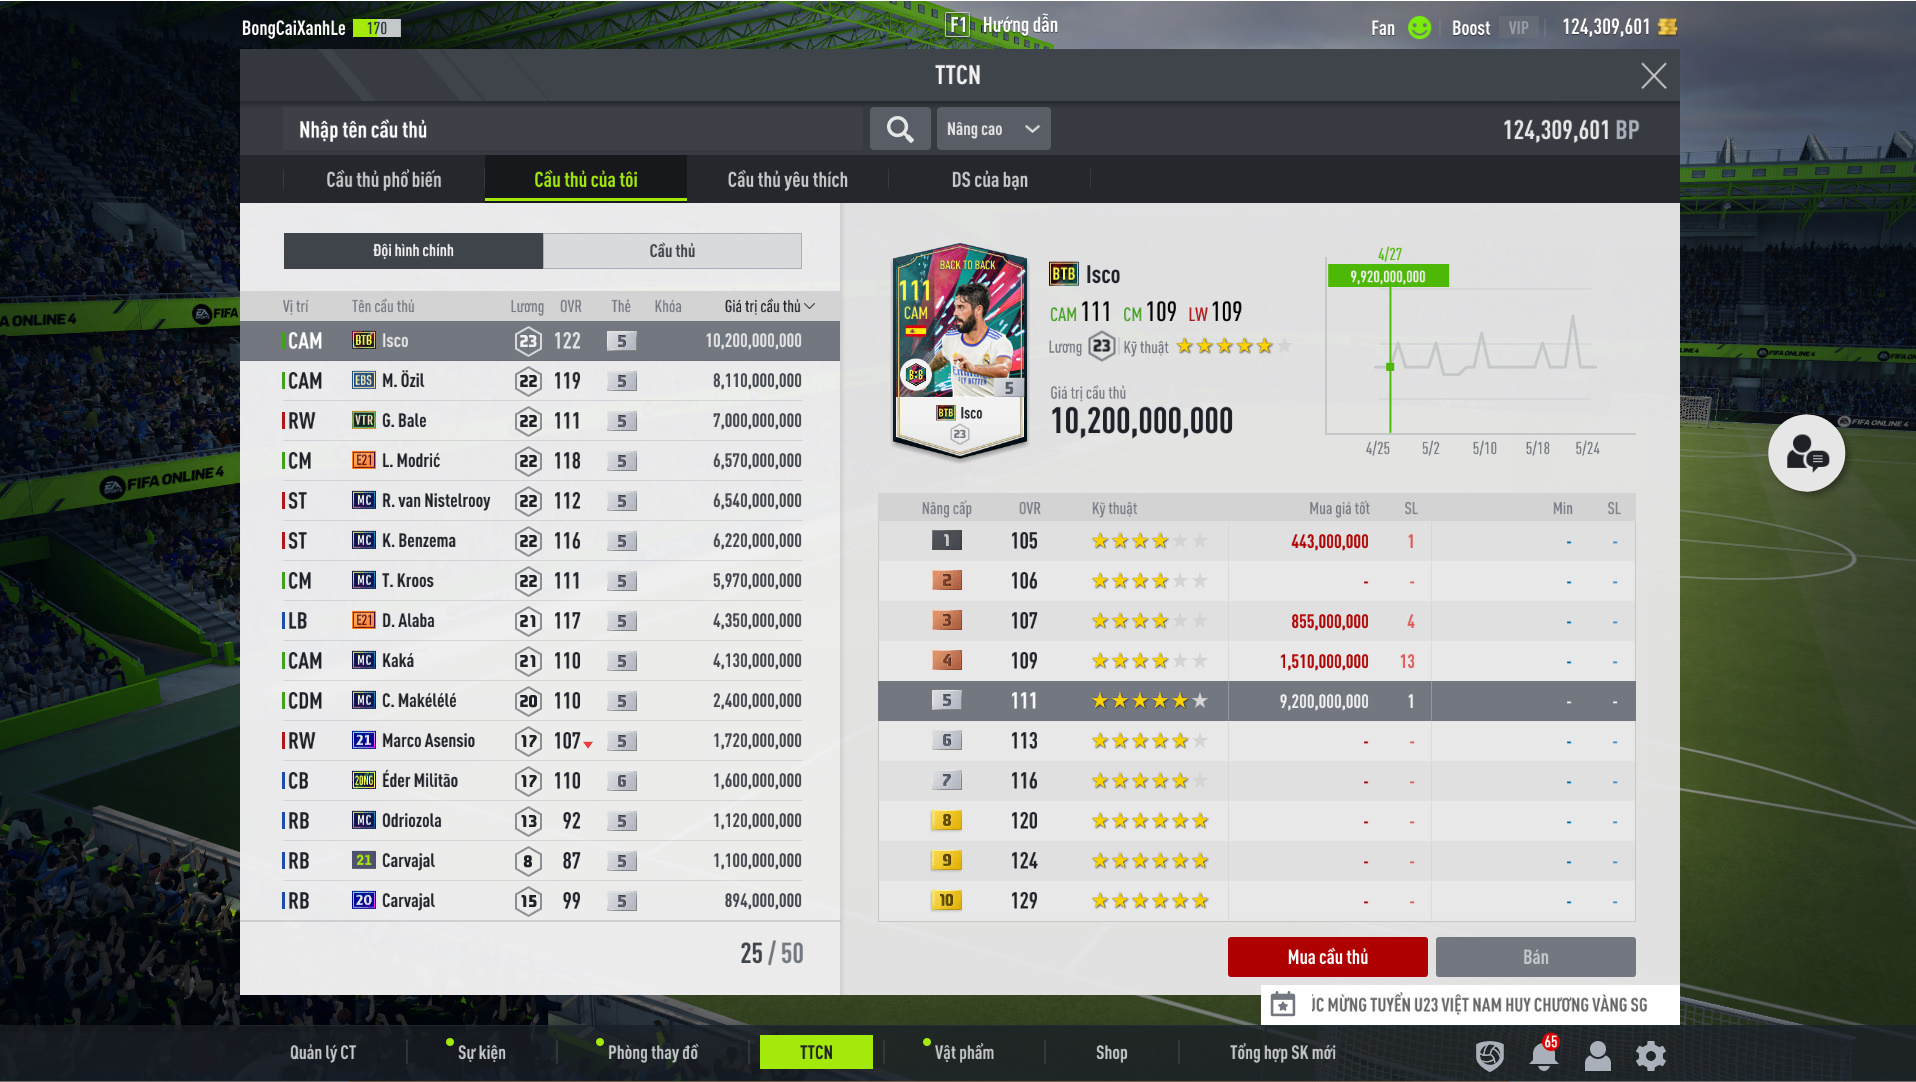 BongCaiXanhLe 170
F1 Hướng dẫn
Fan Boost VIP 124,309,601
TTCN
Nhập tên cầu thủ
Nâng cao
124,309,601 BP
Cầu thủ phổ biến Cầu thủ của tôi Cầu thủ yêu thích DS của bạn
Đội hình chính Cầu thủ
Vị trí Tên cầu thủ Lương OVR Thẻ Khóa Giá trị cầu thủ
CAM BTB Isco 23 122 5 10,200,000,000
CAM EBS M. Özil 22 119 5 8,110,000,000
RW VTR G. Bale 22 111 5 7,000,000,000
CM E21 L. Modrić 22 118 5 6,570,000,000
ST MC R. van Nistelrooy 22 112 5 6,540,000,000
ST MC K. Benzema 22 116 5 6,220,000,000
CM MC T. Kroos 22 111 5 5,970,000,000
LB E21 D. Alaba 21 117 5 4,350,000,000
CAM MC Kaká 21 110 5 4,130,000,000
CDM MC C. Makélélé 20 110 5 2,400,000,000
RW 21 Marco Asensio 17 107 5 1,720,000,000
CB 20NG Éder Militão 17 110 6 1,600,000,000
RB MC Odriozola 13 92 5 1,120,000,000
RB 21 Carvajal 8 87 5 1,100,000,000
RB 20 Carvajal 15 99 5 894,000,000
25 / 50
BACK TO BACK
111
CAM
5
BTB Isco
23
BTB Isco
CAM 111 CM 109 LW 109
Lương 23 Kỹ thuật
Giá trị cầu thủ
10,200,000,000
4/27
9,920,000,000
4/25 5/2 5/10 5/18 5/24
Nâng cấp OVR Kỹ thuật Mua giá tốt SL Min SL
1 105 443,000,000 1 - -
2 106 - - - -
3 107 855,000,000 4 - -
4 109 1,510,000,000 13 - -
5 111 9,200,000,000 1 - -
6 113 - - - -
7 116 - - - -
8 120 - - - -
9 124 - - - -
10 129 - - - -
Mua cầu thủ Bán
ÚC MỪNG TUYỂN U23 VIỆT NAM HUY CHƯƠNG VÀNG SG
Quản lý CT Sự kiện Phòng thay đồ TTCN Vật phẩm Shop Tổng hợp SK mới 65
A ONLINE 4 EA FIFA
EA FIFA ONLINE 4
EA FIFA ONLINE 4